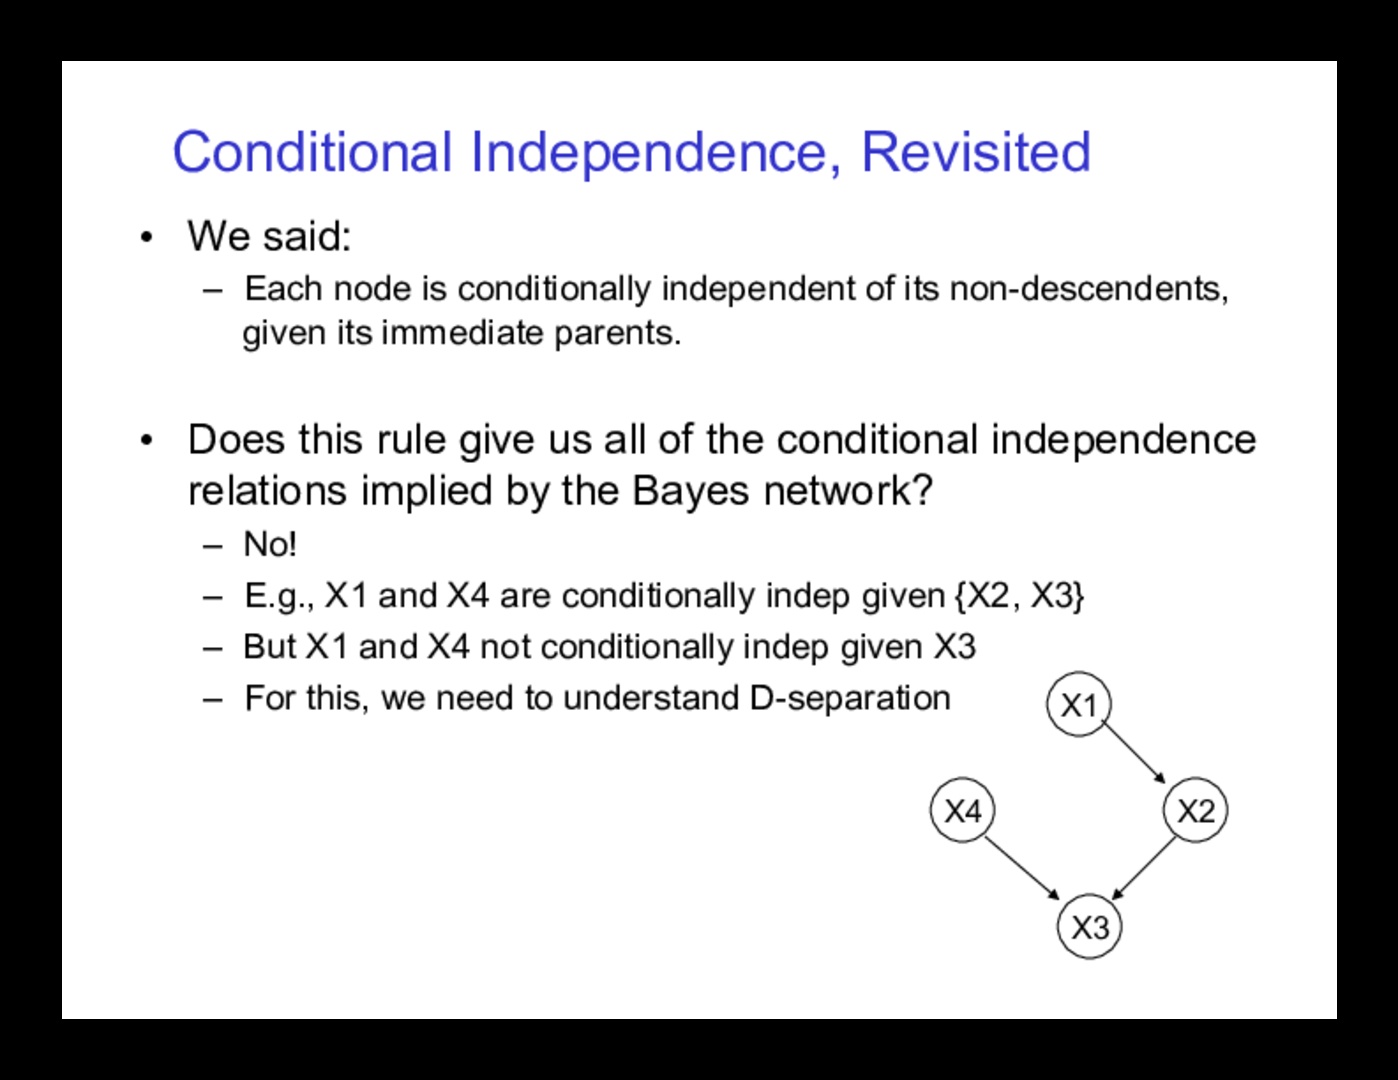 Conditional Independence, Revisited
• We said:
– Each node is conditionally independent of its non-descendents,
given its immediate parents.
• Does this rule give us all of the conditional independence
relations implied by the Bayes network?
– No!
– E.g., X1 and X4 are conditionally indep given {X2, X3}
– But X1 and X4 not conditionally indep given X3
– For this, we need to understand D-separation
X1
X4
X2
X3